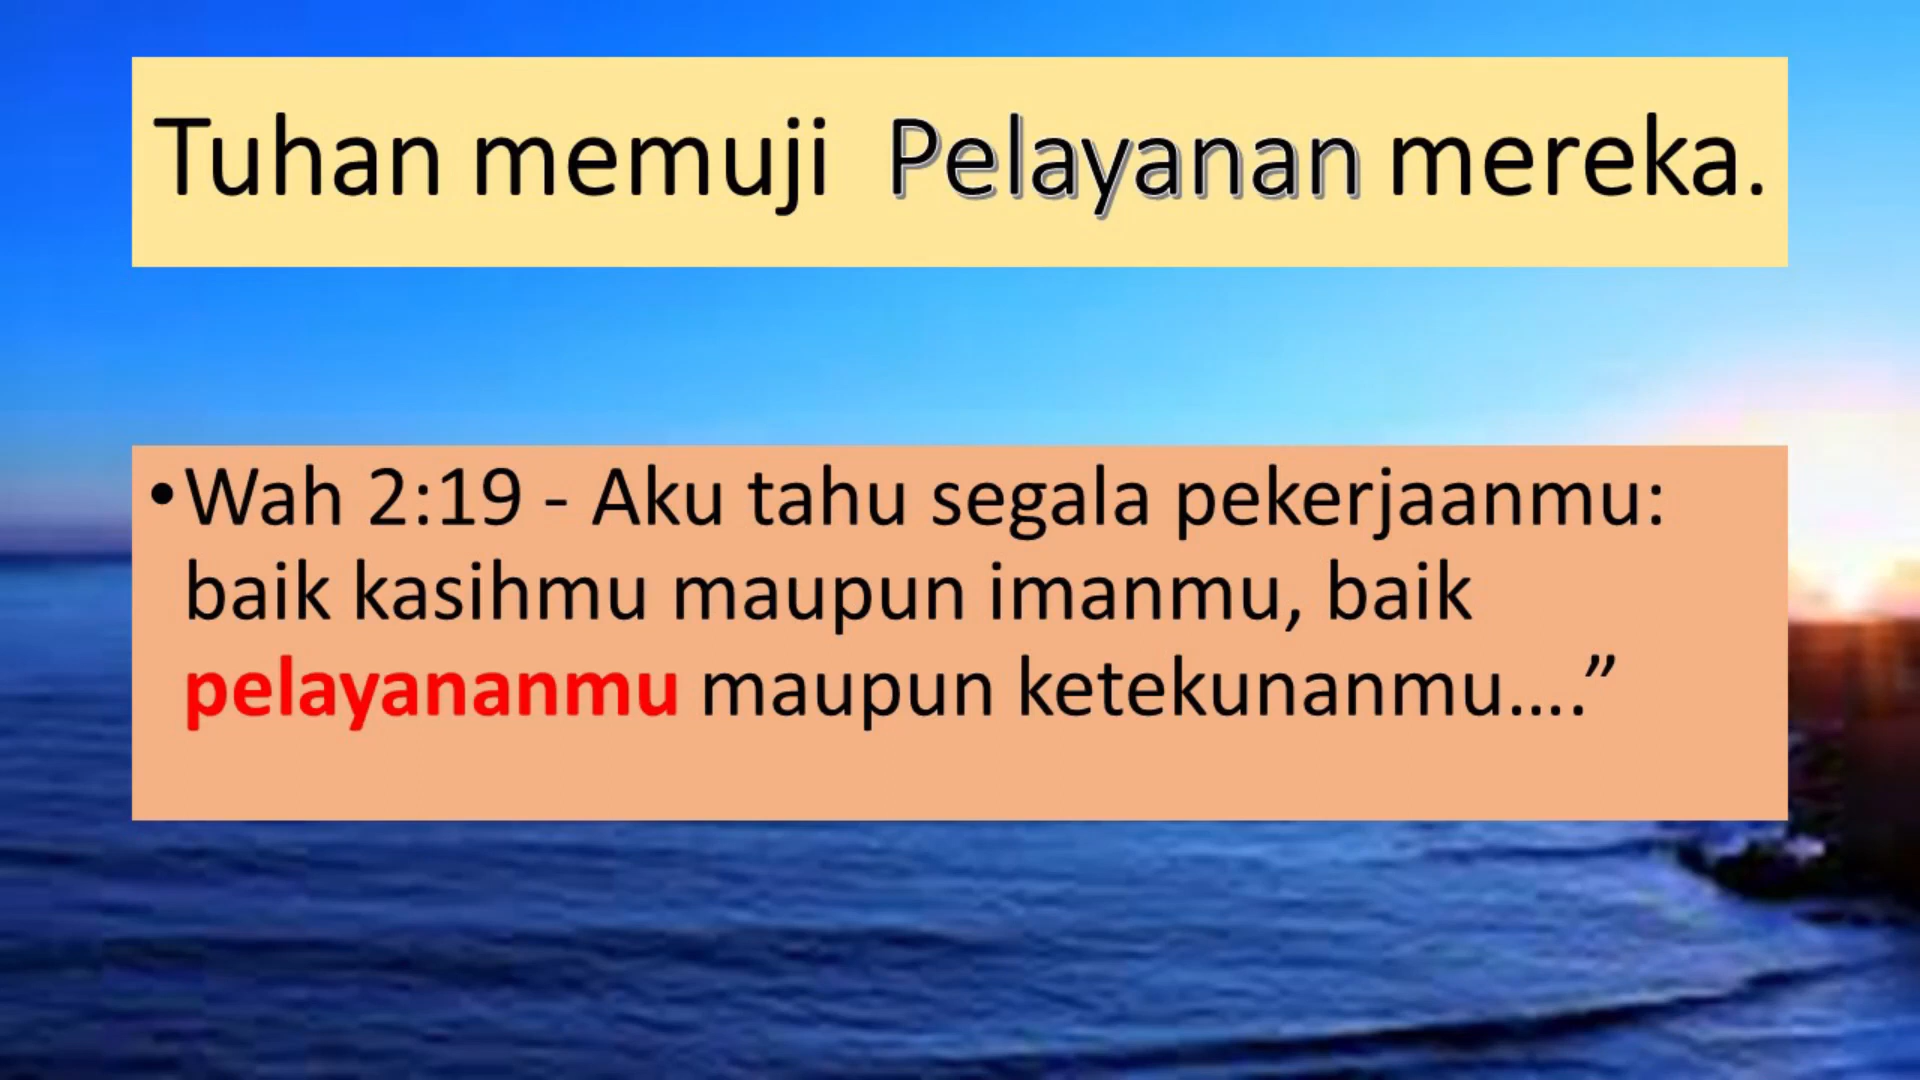 Tuhan memuji  Pelayanan mereka.
•Wah 2:19 - Aku tahu segala pekerjaanmu:
baik kasihmu maupun imanmu, baik
pelayananmu maupun ketekunanmu....”